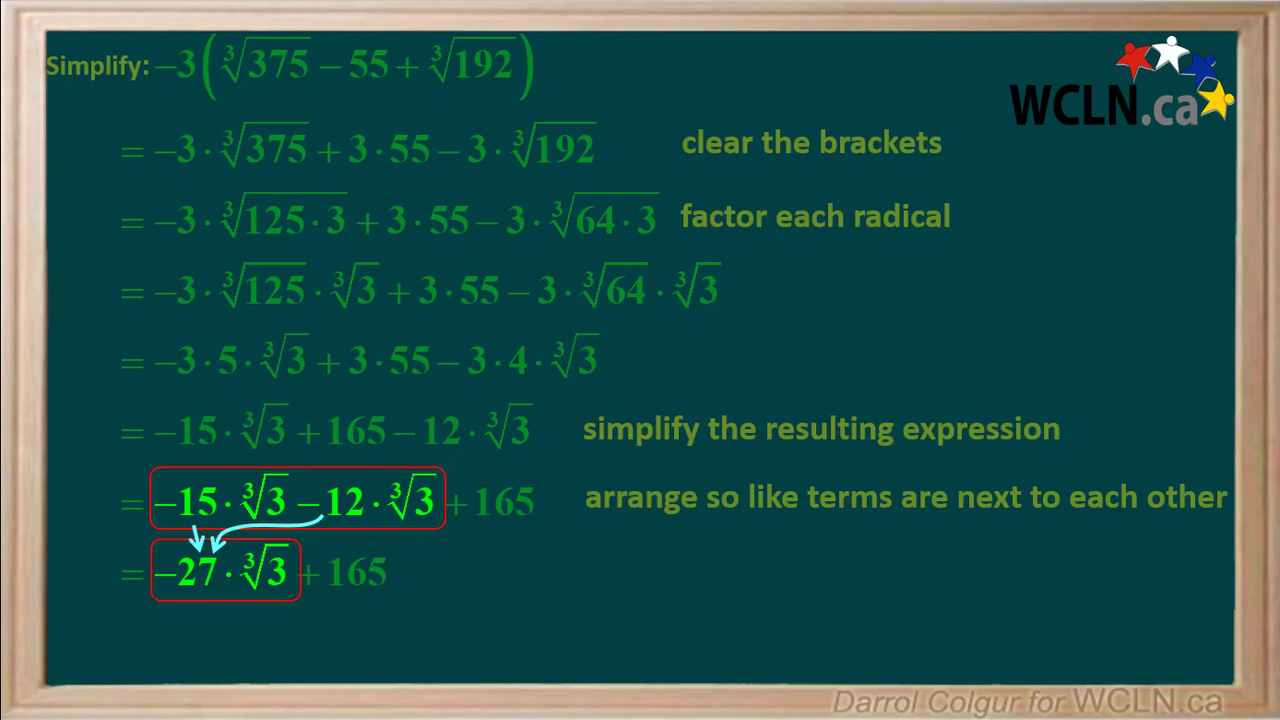 Simplify: −3(∛375 − 55 + ∛192)
= −3 · ∛375 + 3 · 55 − 3 · ∛192 clear the brackets
= −3 · ∛125 · 3 + 3 · 55 − 3 · ∛64 · 3 factor each radical
= −3 · ∛125 · ∛3 + 3 · 55 − 3 · ∛64 · ∛3
= −3 · 5 · ∛3 + 3 · 55 − 3 · 4 · ∛3
= −15 · ∛3 + 165 − 12 · ∛3 simplify the resulting expression
= −15 · ∛3 − 12 · ∛3 + 165 arrange so like terms are next to each other
= −27 · ∛3 + 165
WCLN.ca
Darrol Colgur for WCLN.ca